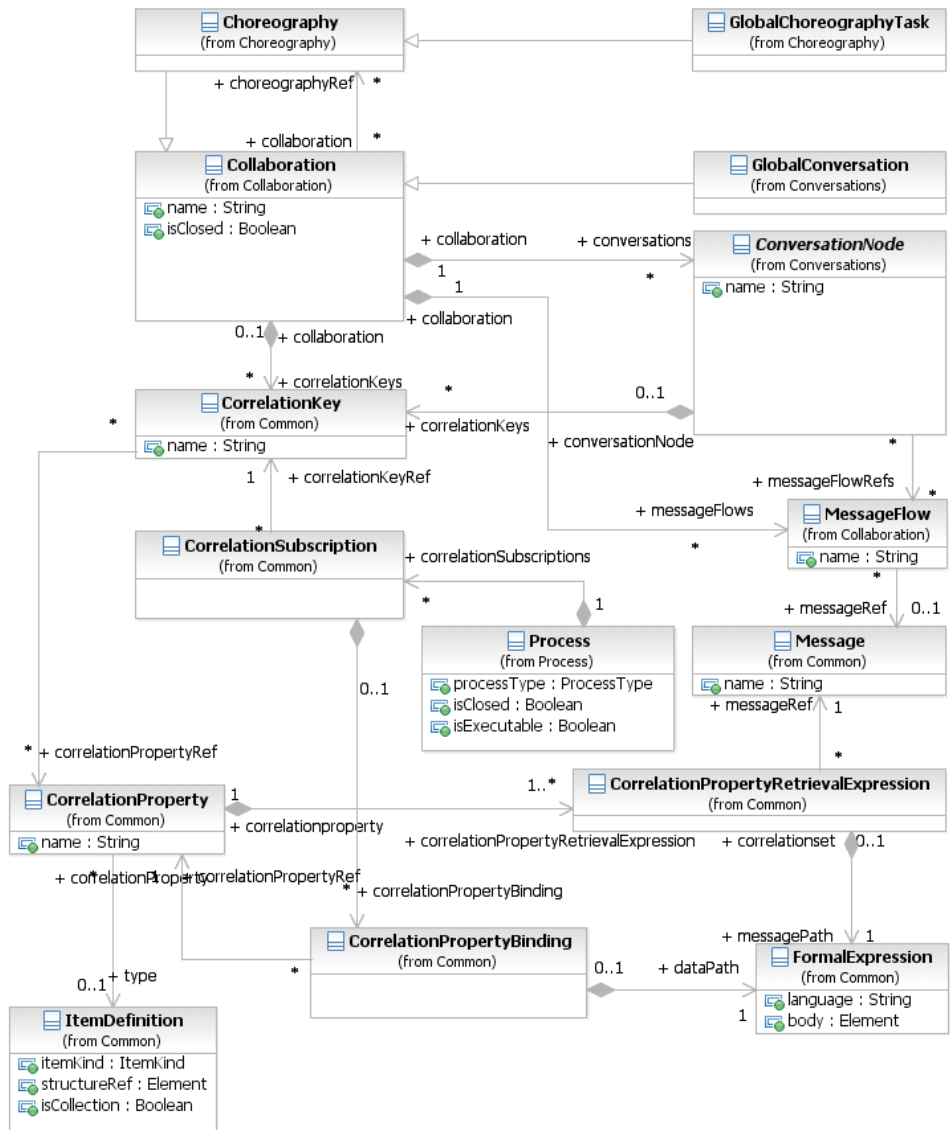 Choreography
(from Choreography)
GlobalChoreographyTask
(from Choreography)
+ choreographyRef *
+ collaboration *
Collaboration
(from Collaboration)
name : String
isClosed : Boolean
GlobalConversation
(from Conversations)
+ collaboration
1
+ conversations
*
ConversationNode
(from Conversations)
name : String
1
+ collaboration
0..1
+ collaboration
*
+ correlationKeys
CorrelationKey
(from Common)
name : String
*
+ correlationKeys
0..1
+ conversationNode
*
*
+ messageFlowRefs
*
1
+ correlationKeyRef
*
+ messageFlows
*
MessageFlow
(from Collaboration)
name : String
CorrelationSubscription
(from Common)
+ correlationSubscriptions
*
1
*
+ messageRef
0..1
Process
(from Process)
processType : ProcessType
isClosed : Boolean
isExecutable : Boolean
Message
(from Common)
name : String
+ messageRef
1
*
0..1
* + correlationPropertyRef
CorrelationProperty
(from Common)
name : String
1
+ correlationproperty
1..*
+ correlationPropertyRetrievalExpression
CorrelationPropertyRetrievalExpression
(from Common)
+ correlationset
0..1
+ correlationProperty
*
1
+ correlationPropertyRef
* + correlationPropertyBinding
CorrelationPropertyBinding
(from Common)
*
0..1
+ dataPath
1
+ messagePath
1
FormalExpression
(from Common)
language : String
body : Element
+ type
0..1
ItemDefinition
(from Common)
itemKind : ItemKind
structureRef : Element
isCollection : Boolean